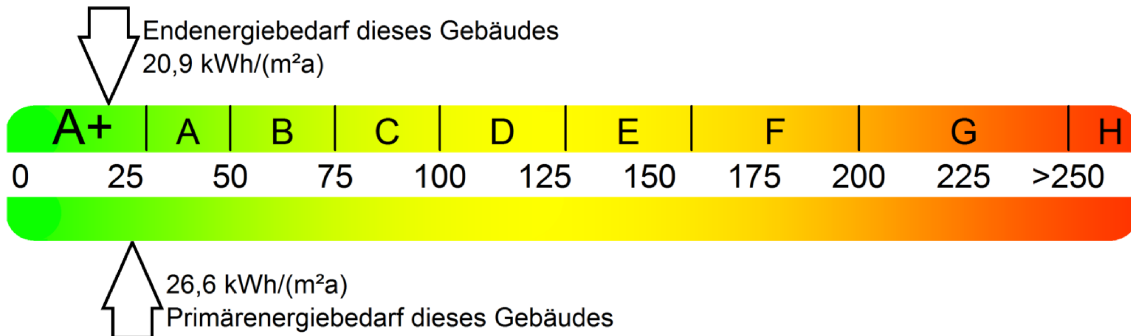 Endenergiebedarf dieses Gebäudes
20,9 kWh/(m²a)
A+ A B C D E F G H
0 25 50 75 100 125 150 175 200 225 >250
26,6 kWh/(m²a)
Primärenergiebedarf dieses Gebäudes